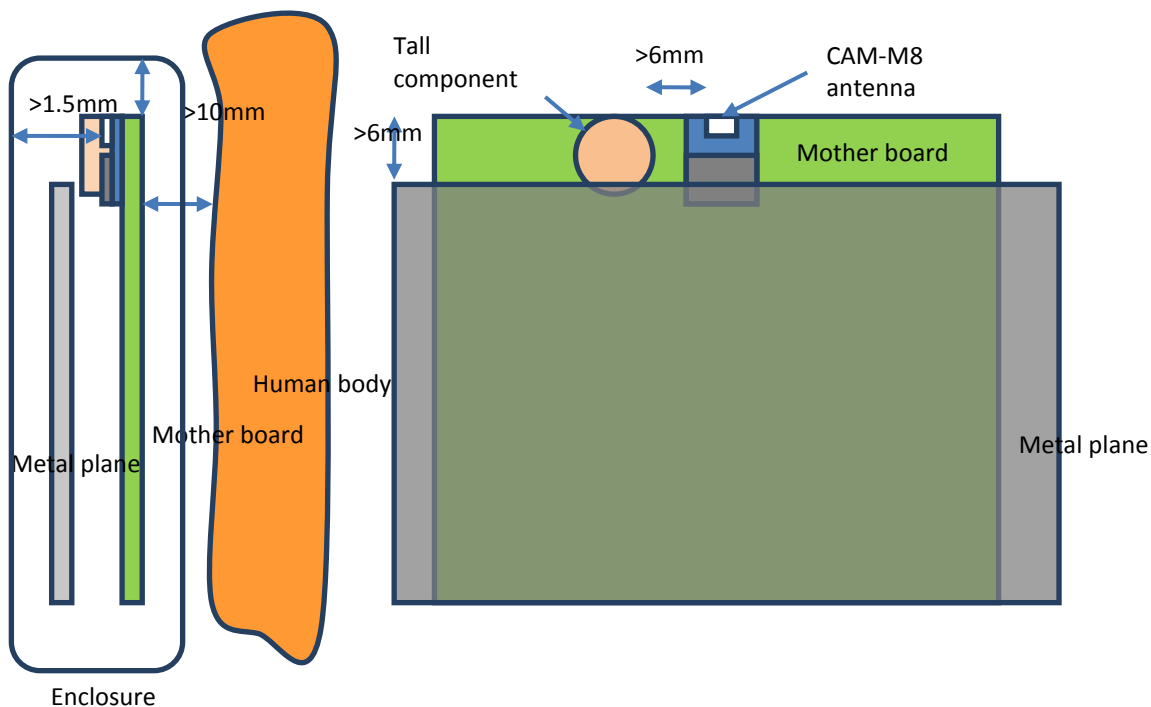 Tall
component
>6mm
CAM-M8
antenna
>1.5mm
>10mm
>6mm
Mother board
Human body
Mother board
Metal plane
Metal plane
Enclosure